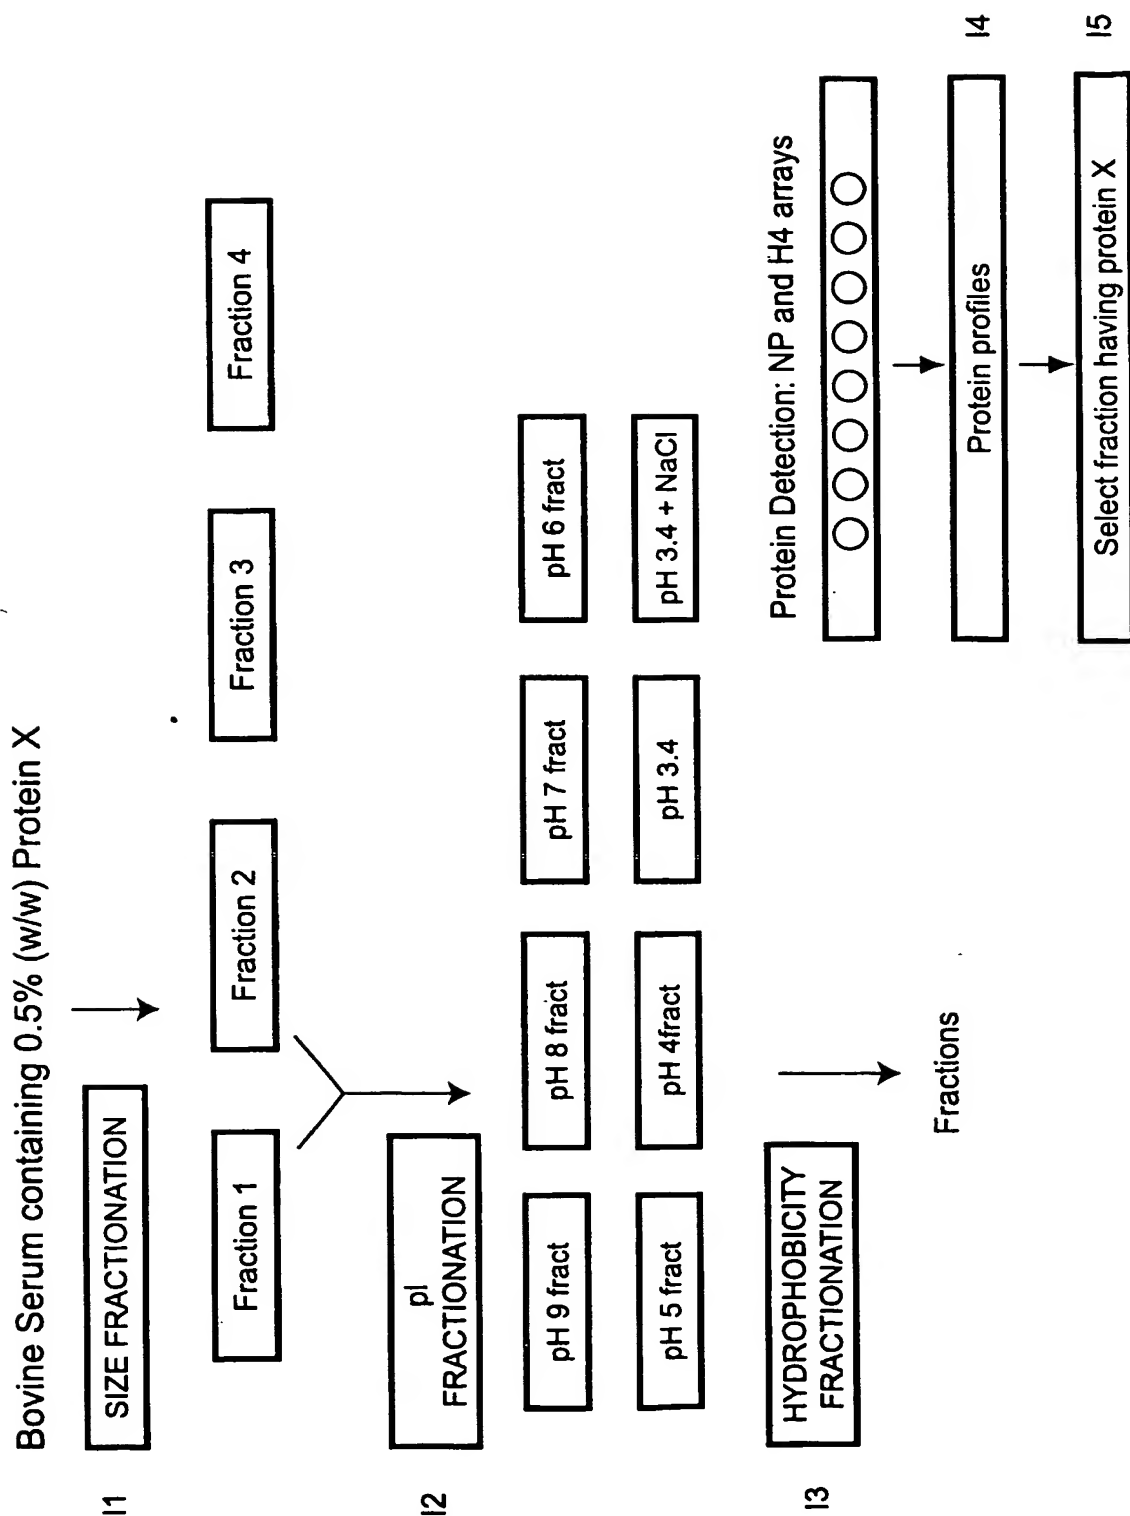 Bovine Serum containing 0.5% (w/w) Protein X
I1
SIZE FRACTIONATION
Fraction 1
Fraction 2
Fraction 3
Fraction 4
I2
pI
FRACTIONATION
pH 9 fract
pH 8 fract
pH 7 fract
pH 6 fract
pH 5 fract
pH 4fract
pH 3.4
pH 3.4 + NaCl
I3
HYDROPHOBICITY
FRACTIONATION
Fractions
Protein Detection: NP and H4 arrays
Protein profiles
I4
Select fraction having protein X
I5